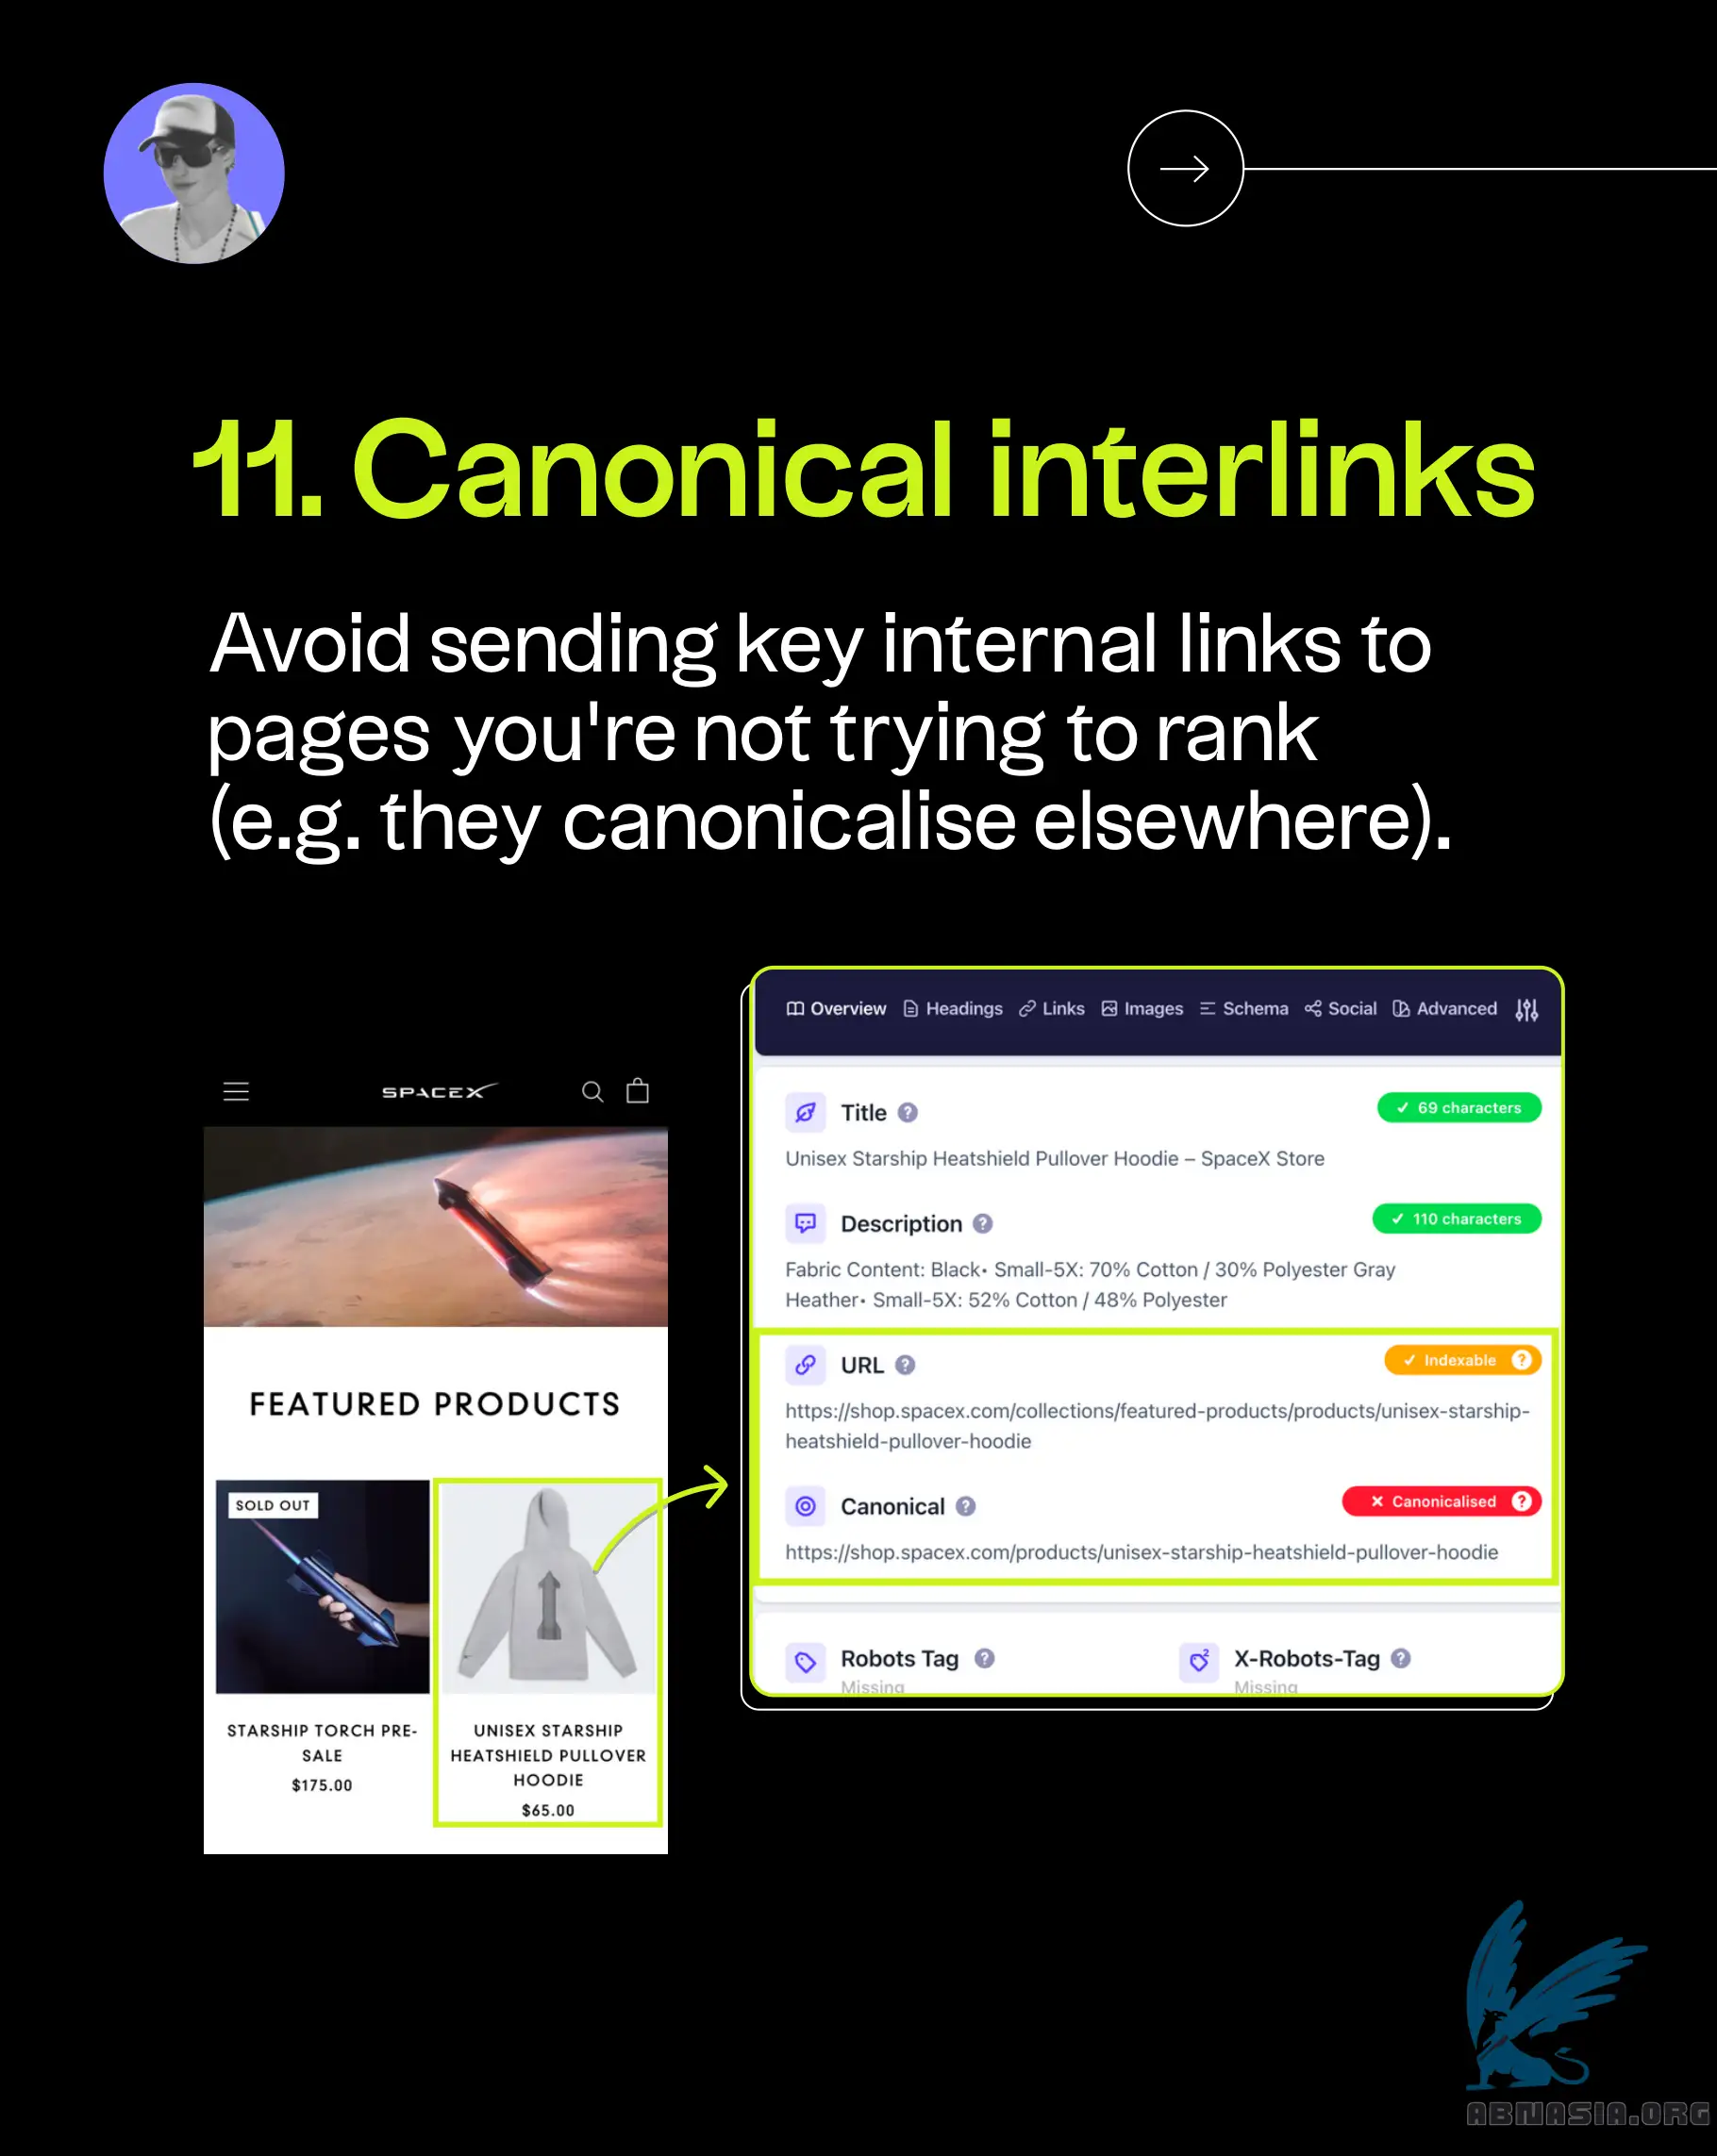 11. Canonical interlinks
Avoid sending key internal links to
pages you're not trying to rank
(e.g. they canonicalise elsewhere).
SPACEX
FEATURED PRODUCTS
SOLD OUT
STARSHIP TORCH PRE-
SALE
$175.00
UNISEX STARSHIP
HEATSHIELD PULLOVER
HOODIE
$65.00
Overview Headings Links Images Schema Social Advanced
Title ? ✓ 69 characters
Unisex Starship Heatshield Pullover Hoodie – SpaceX Store
Description ? ✓ 110 characters
Fabric Content: Black• Small-5X: 70% Cotton / 30% Polyester Gray
Heather• Small-5X: 52% Cotton / 48% Polyester
URL ? ✓ Indexable ?
https://shop.spacex.com/collections/featured-products/products/unisex-starship-
heatshield-pullover-hoodie
Canonical ? ✕ Canonicalised ?
https://shop.spacex.com/products/unisex-starship-heatshield-pullover-hoodie
Robots Tag ? X-Robots-Tag ?
Missing Missing
ABNASIA.ORG